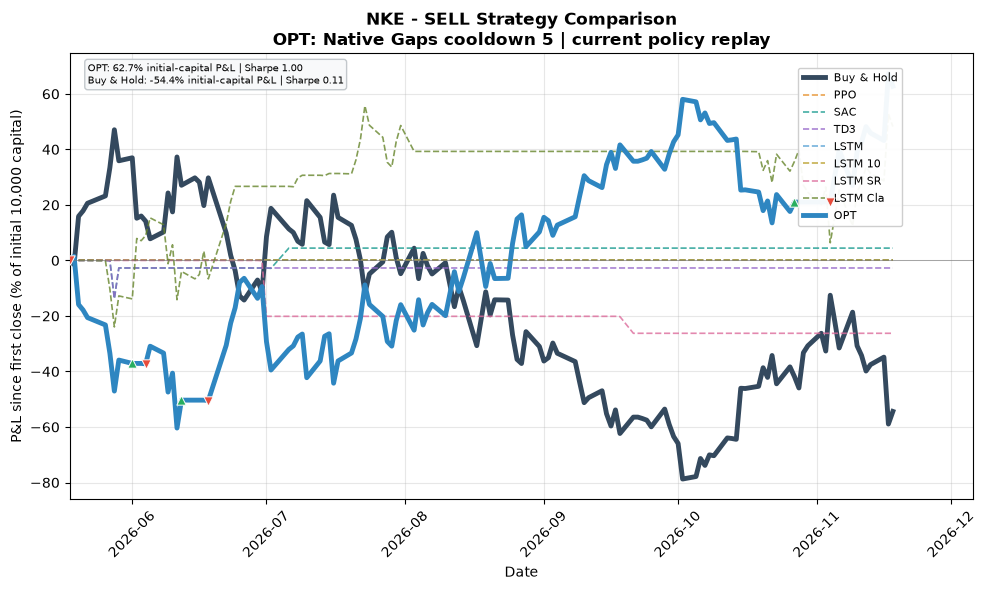 NKE - SELL Strategy Comparison
OPT: Native Gaps cooldown 5 | current policy replay
OPT: 62.7% initial-capital P&L | Sharpe 1.00
Buy & Hold: -54.4% initial-capital P&L | Sharpe 0.11
Buy & Hold
PPO
SAC
TD3
LSTM
LSTM 10
LSTM SR
LSTM Cla
OPT
P&L since first close (% of initial 10,000 capital)
60
40
20
0
−20
−40
−60
−80
2026-06
2026-07
2026-08
2026-09
2026-10
2026-11
2026-12
Date